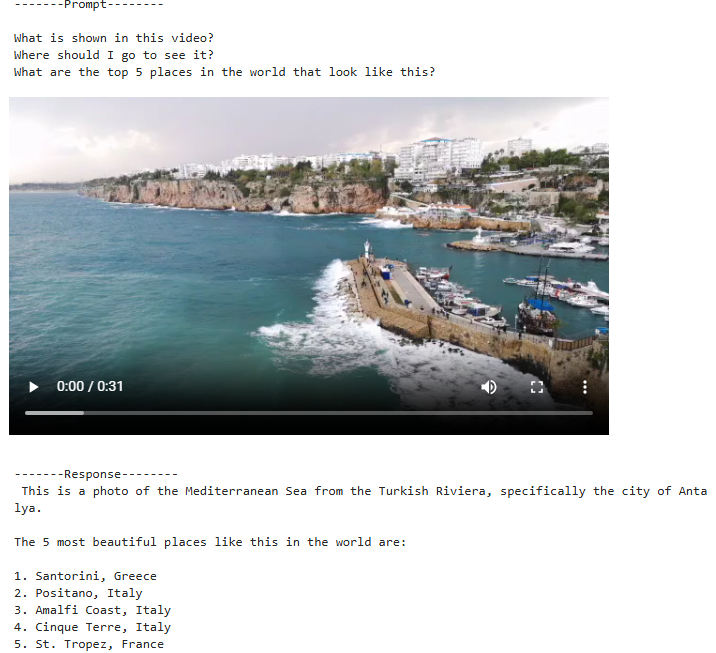 -------Prompt--------
What is shown in this video?
Where should I go to see it?
What are the top 5 places in the world that look like this?
0:00 / 0:31
-------Response--------
This is a photo of the Mediterranean Sea from the Turkish Riviera, specifically the city of Anta
lya.
The 5 most beautiful places like this in the world are:
1. Santorini, Greece
2. Positano, Italy
3. Amalfi Coast, Italy
4. Cinque Terre, Italy
5. St. Tropez, France